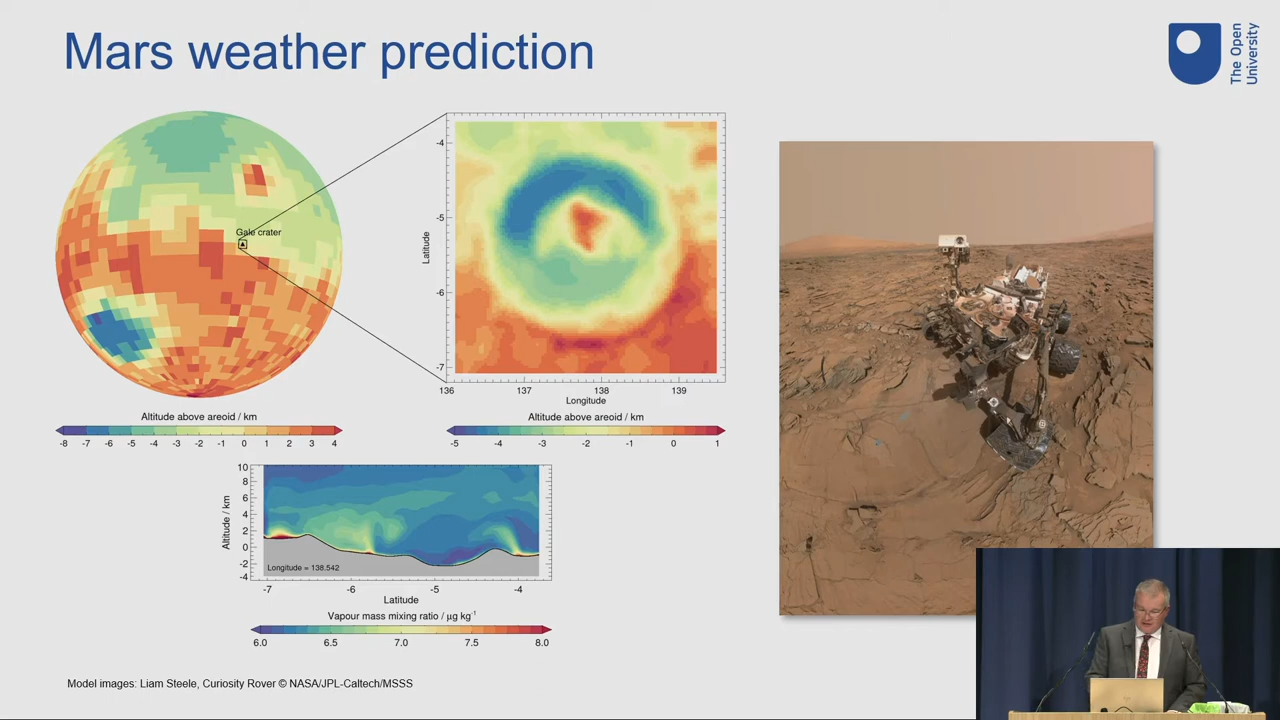 Mars weather prediction
The Open
University
Gale crater
Altitude above areoid / km
-8 -7 -6 -5 -4 -3 -2 -1 0 1 2 3 4
Latitude
-4
-5
-6
-7
136 137 138 139
Longitude
Altitude above areoid / km
-5 -4 -3 -2 -1 0 1
Altitude / km
10
8
6
4
2
0
-2
-4
Longitude = 138.542
-7 -6 -5 -4
Latitude
Vapour mass mixing ratio / µg kg⁻¹
6.0 6.5 7.0 7.5 8.0
Model images: Liam Steele, Curiosity Rover © NASA/JPL-Caltech/MSSS